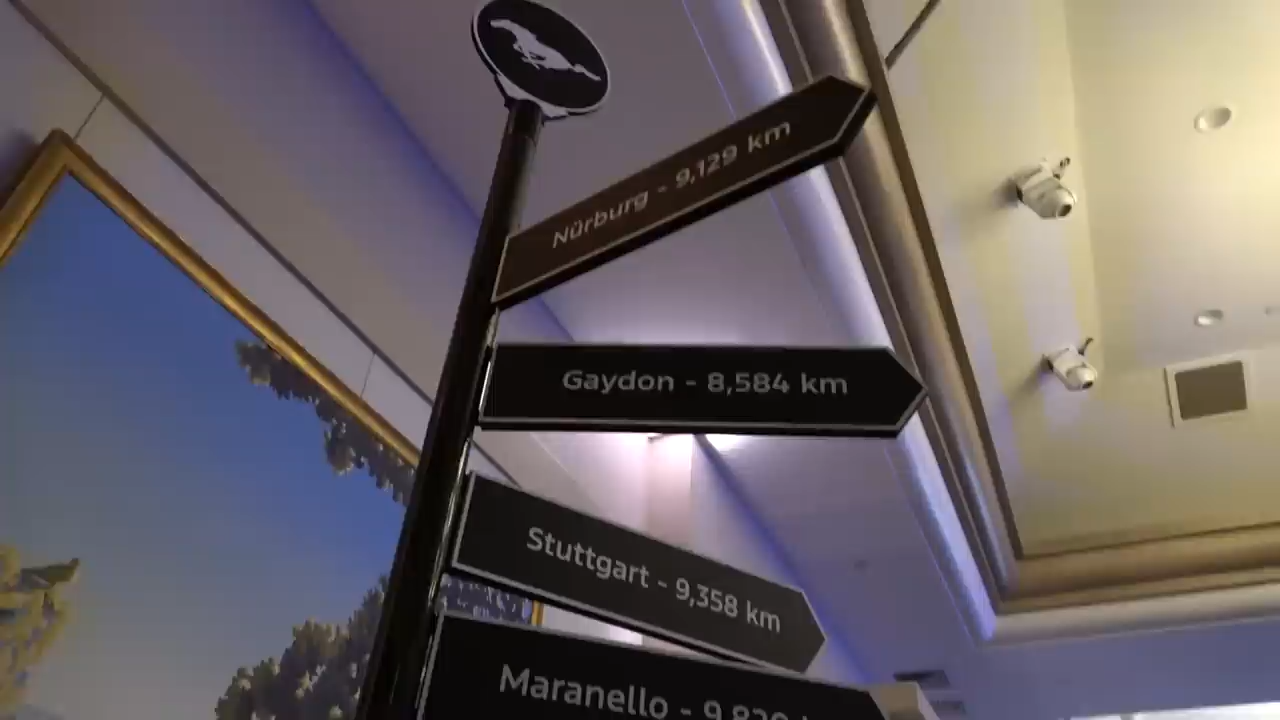 Nürburg - 9,129 km
Gaydon - 8,584 km
Stuttgart - 9,358 km
Maranello -